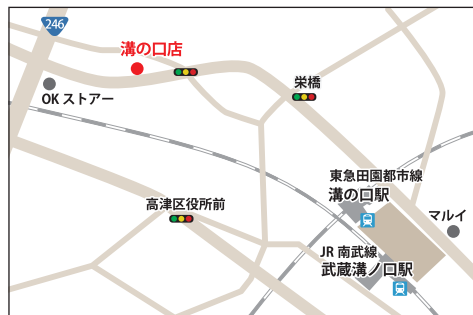 246
溝の口店
OK ストアー
栄橋
東急田園都市線
溝の口駅
高津区役所前
マルイ
JR 南武線
武蔵溝ノ口駅